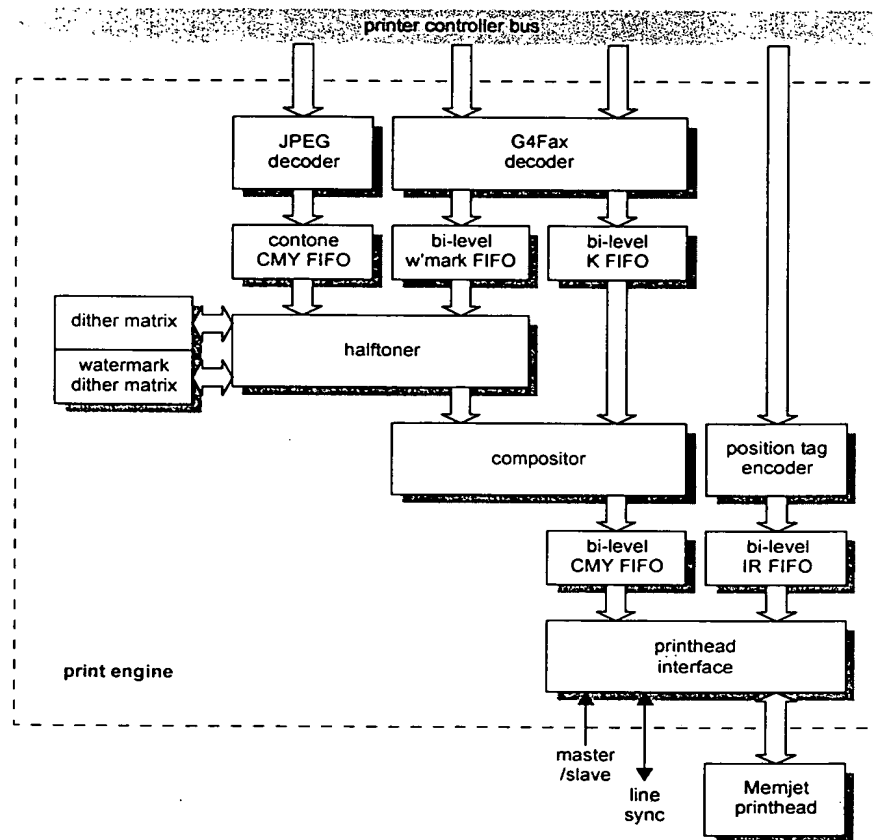 printer controller bus
JPEG
decoder
G4Fax
decoder
contone
CMY FIFO
bi-level
w'mark FIFO
bi-level
K FIFO
dither matrix
watermark
dither matrix
halftoner
compositor
position tag
encoder
bi-level
CMY FIFO
bi-level
IR FIFO
printhead
interface
print engine
master
/slave
line
sync
Memjet
printhead